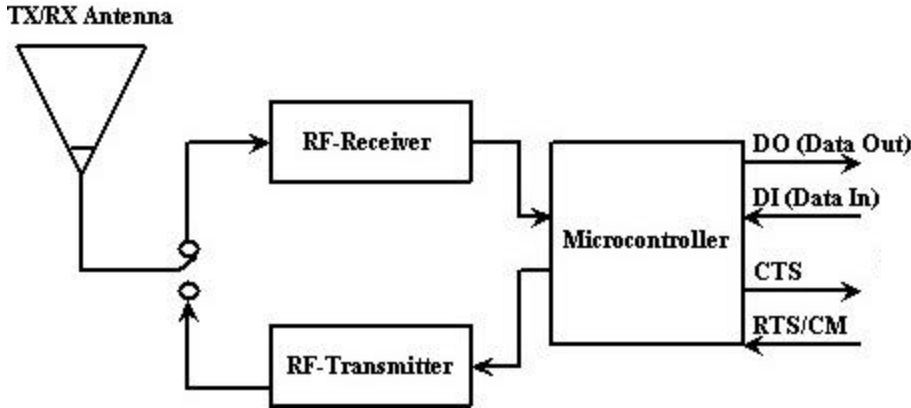 TX/RX Antenna
RF-Receiver
DO (Data Out)
DI (Data In)
Microcontroller
CTS
RTS/CM
RF-Transmitter